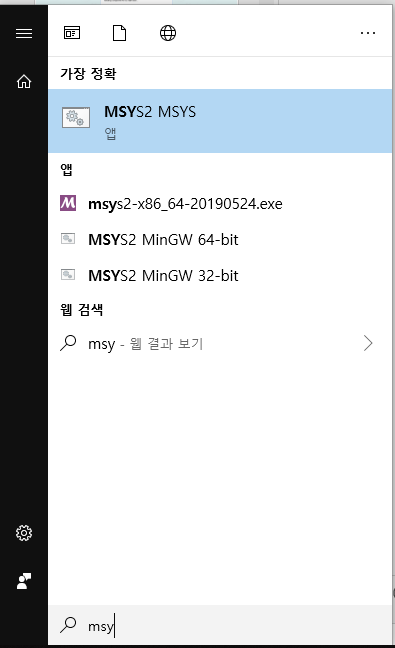 가장 정확
MSYS2 MSYS
앱
앱
msys2-x86_64-20190524.exe
MSYS2 MinGW 64-bit
MSYS2 MinGW 32-bit
웹 검색
msy - 웹 결과 보기
msy